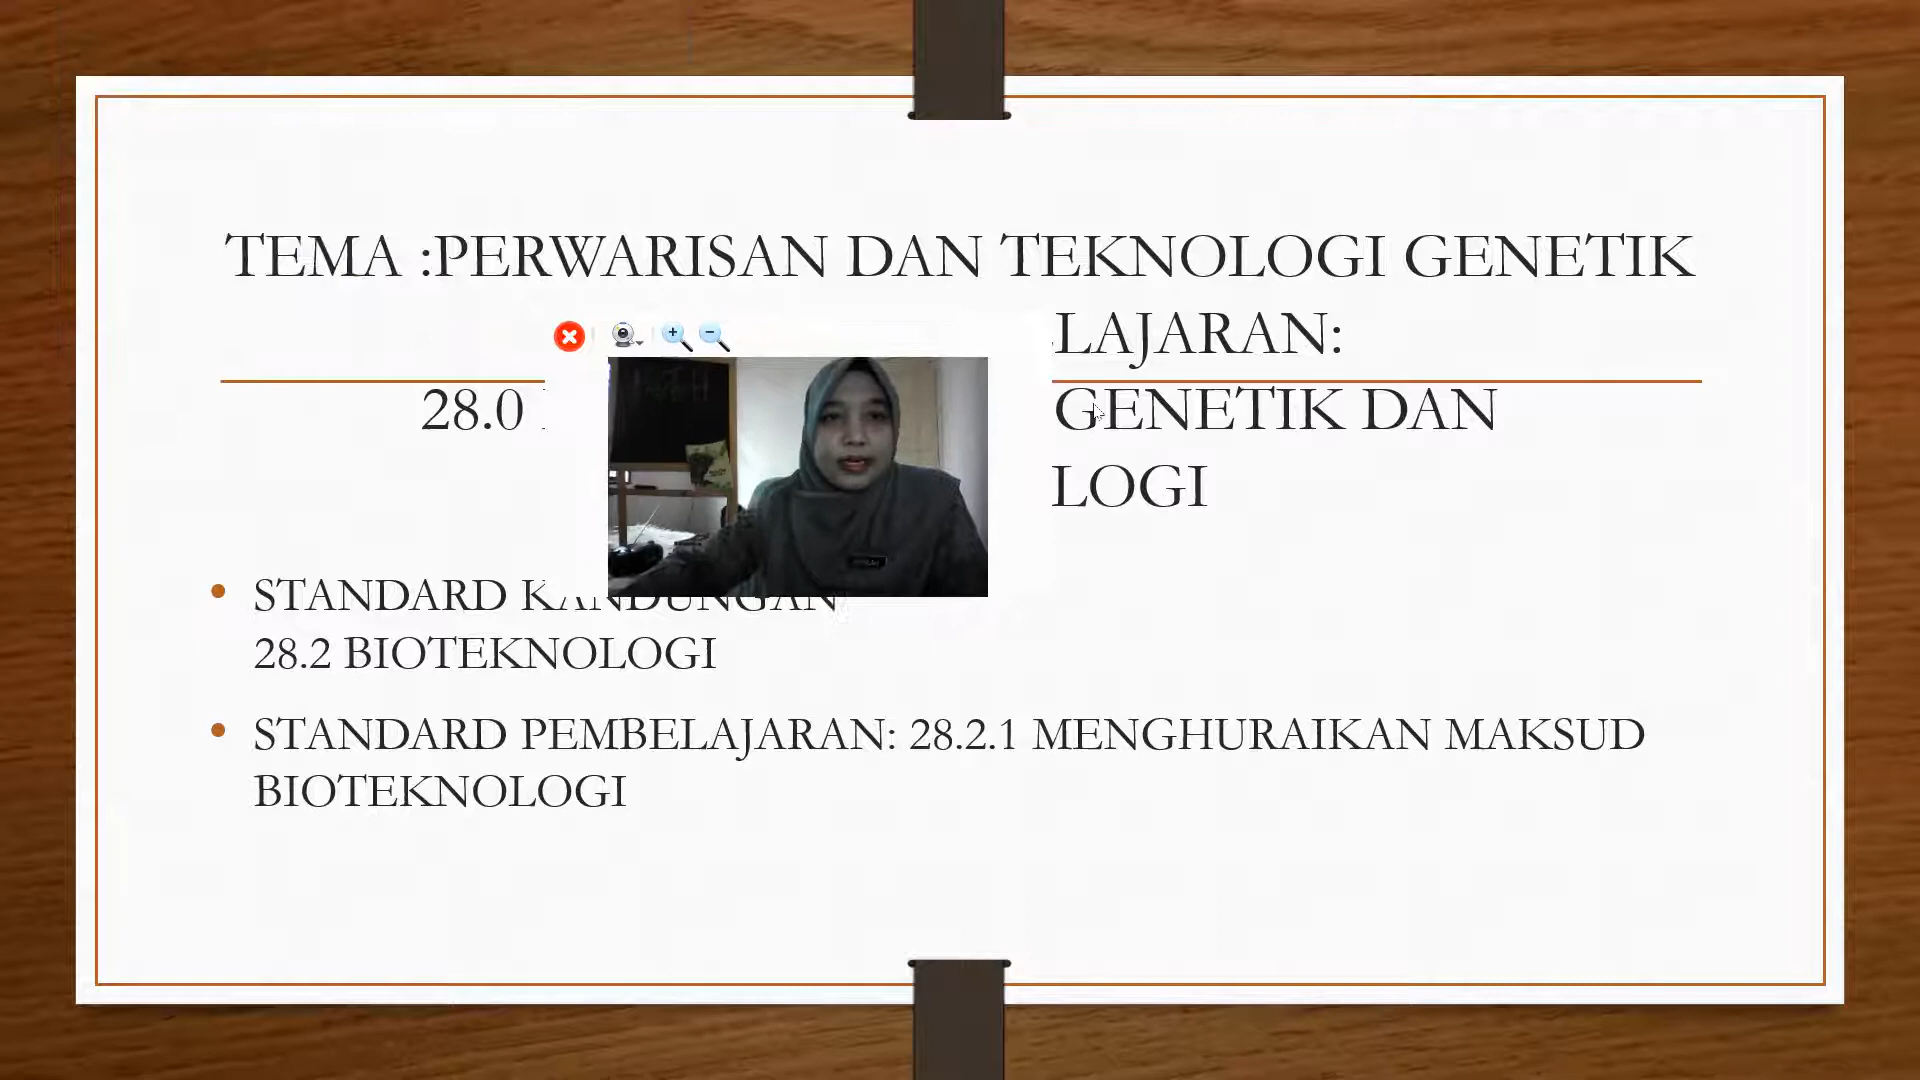 TEMA :PERWARISAN DAN TEKNOLOGI GENETIK
LAJARAN:
28.0 GENETIK DAN
LOGI
• STANDARD KANDUNGAN
28.2 BIOTEKNOLOGI
• STANDARD PEMBELAJARAN: 28.2.1 MENGHURAIKAN MAKSUD
BIOTEKNOLOGI